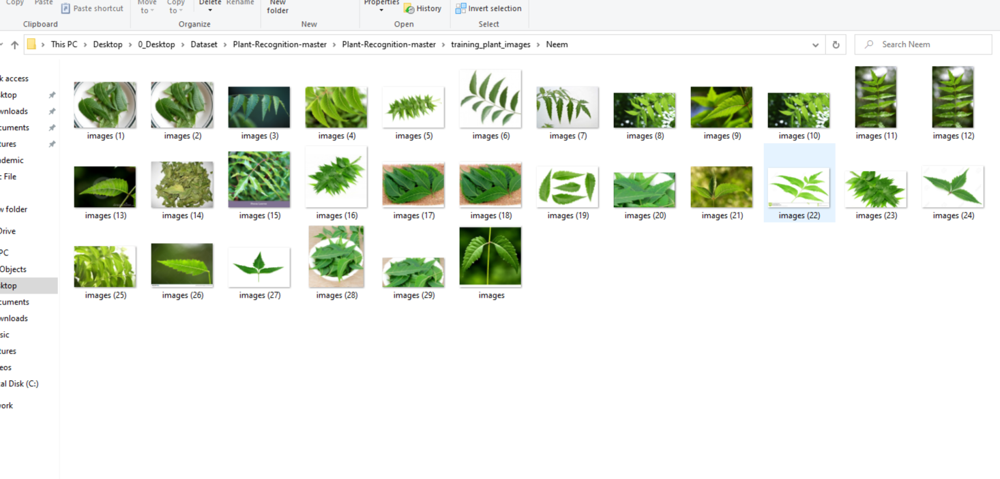 Copy Paste Move Copy Delete Rename New Properties
Paste shortcut to to folder History Invert selection
Clipboard Organize New Open Select
This PC Desktop 0_Desktop Dataset Plant-Recognition-master Plant-Recognition-master training_plant_images Neem Search Neem
k access
ktop
wnloads
cuments
tures
ademic
c File
w folder
Drive
PC
Objects
sktop
cuments
wnloads
sic
tures
eos
al Disk (C:)
work
images (1) images (2) images (3) images (4) images (5) images (6) images (7) images (8) images (9) images (10) images (11) images (12)
images (13) images (14) images (15) images (16) images (17) images (18) images (19) images (20) images (21) images (22) images (23) images (24)
images (25) images (26) images (27) images (28) images (29) images